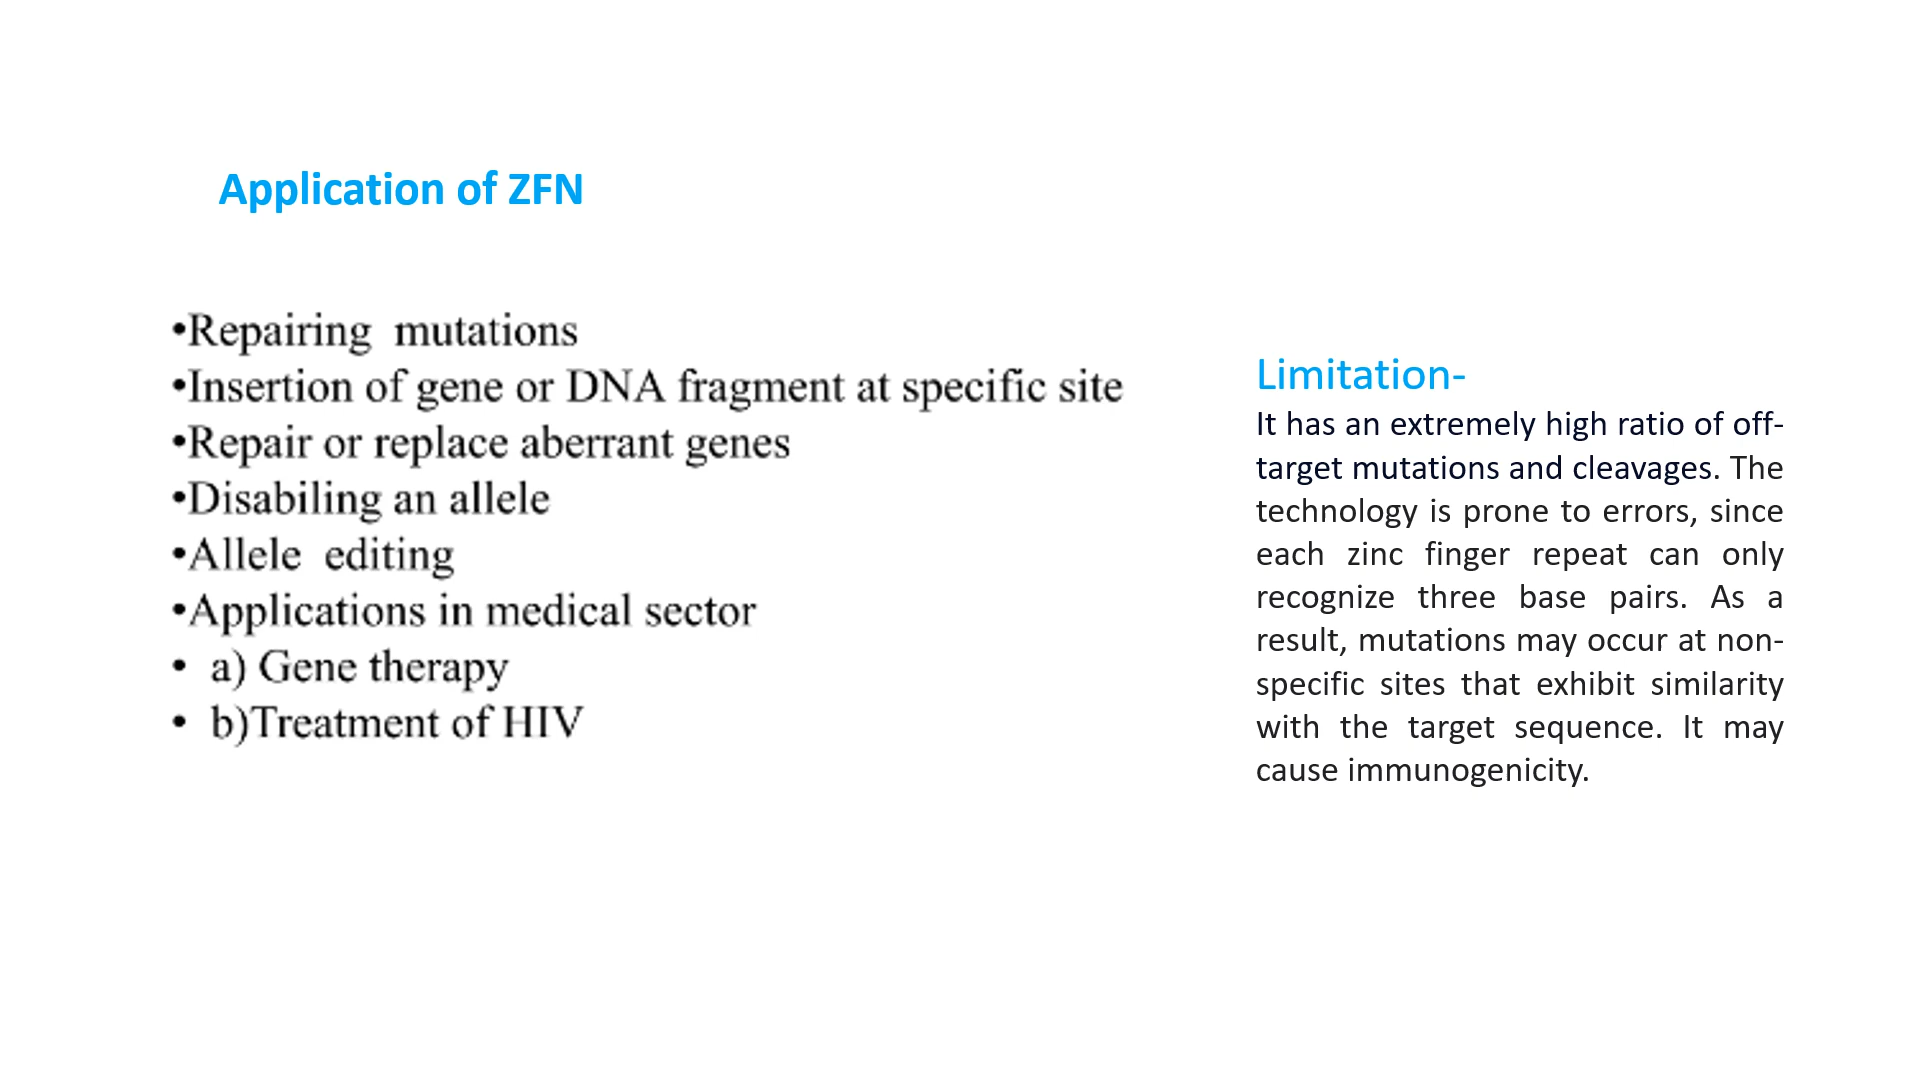 Application of ZFN
•Repairing mutations
•Insertion of gene or DNA fragment at specific site
•Repair or replace aberrant genes
•Disabiling an allele
•Allele editing
•Applications in medical sector
• a) Gene therapy
• b)Treatment of HIV
Limitation-
It has an extremely high ratio of off-
target mutations and cleavages. The
technology is prone to errors, since
each zinc finger repeat can only
recognize three base pairs. As a
result, mutations may occur at non-
specific sites that exhibit similarity
with the target sequence. It may
cause immunogenicity.